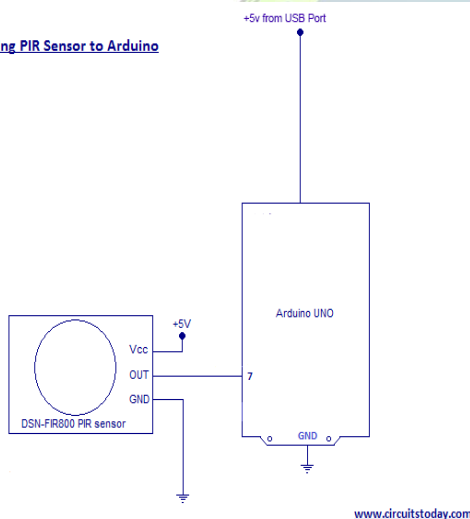 +5v from USB Port
ng PIR Sensor to Arduino
Arduino UNO
+5V
Vcc
OUT
7
GND
DSN-FIR800 PIR sensor
GND
www.circuitstoday.com